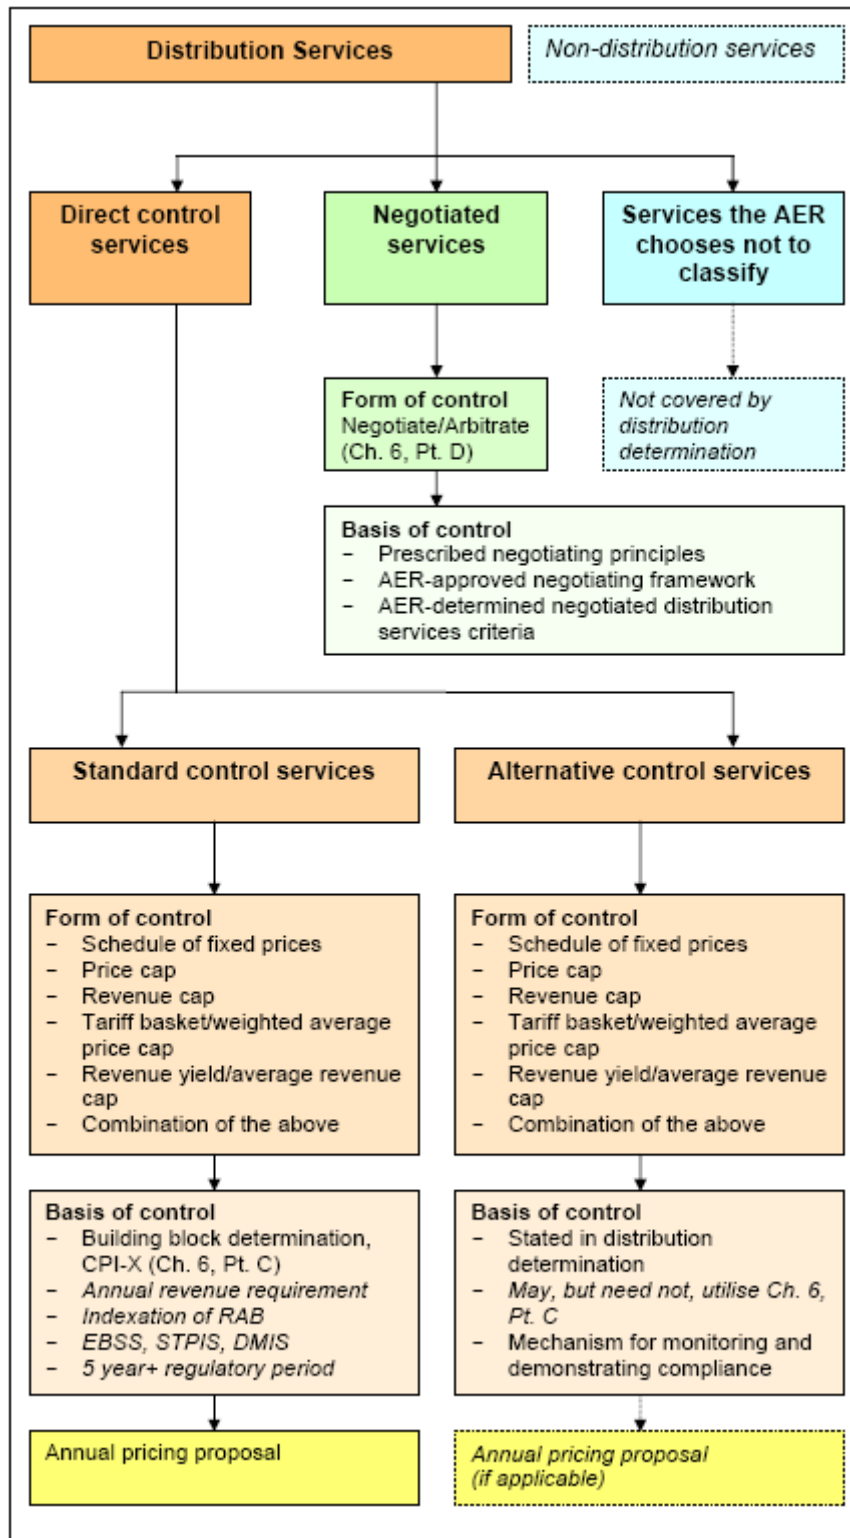 Distribution Services
Non-distribution services
Direct control
services
Negotiated
services
Services the AER
chooses not to
classify
Form of control
Negotiate/Arbitrate
(Ch. 6, Pt. D)
Not covered by
distribution
determination
Basis of control
− Prescribed negotiating principles
− AER-approved negotiating framework
− AER-determined negotiated distribution
services criteria
Standard control services
Alternative control services
Form of control
− Schedule of fixed prices
− Price cap
− Revenue cap
− Tariff basket/weighted average
price cap
− Revenue yield/average revenue
cap
− Combination of the above
Form of control
− Schedule of fixed prices
− Price cap
− Revenue cap
− Tariff basket/weighted average
price cap
− Revenue yield/average revenue
cap
− Combination of the above
Basis of control
− Building block determination,
CPI-X (Ch. 6, Pt. C)
− Annual revenue requirement
− Indexation of RAB
− EBSS, STPIS, DMIS
− 5 year+ regulatory period
Basis of control
− Stated in distribution
determination
− May, but need not, utilise Ch. 6,
Pt. C
− Mechanism for monitoring and
demonstrating compliance
Annual pricing proposal
Annual pricing proposal
(if applicable)